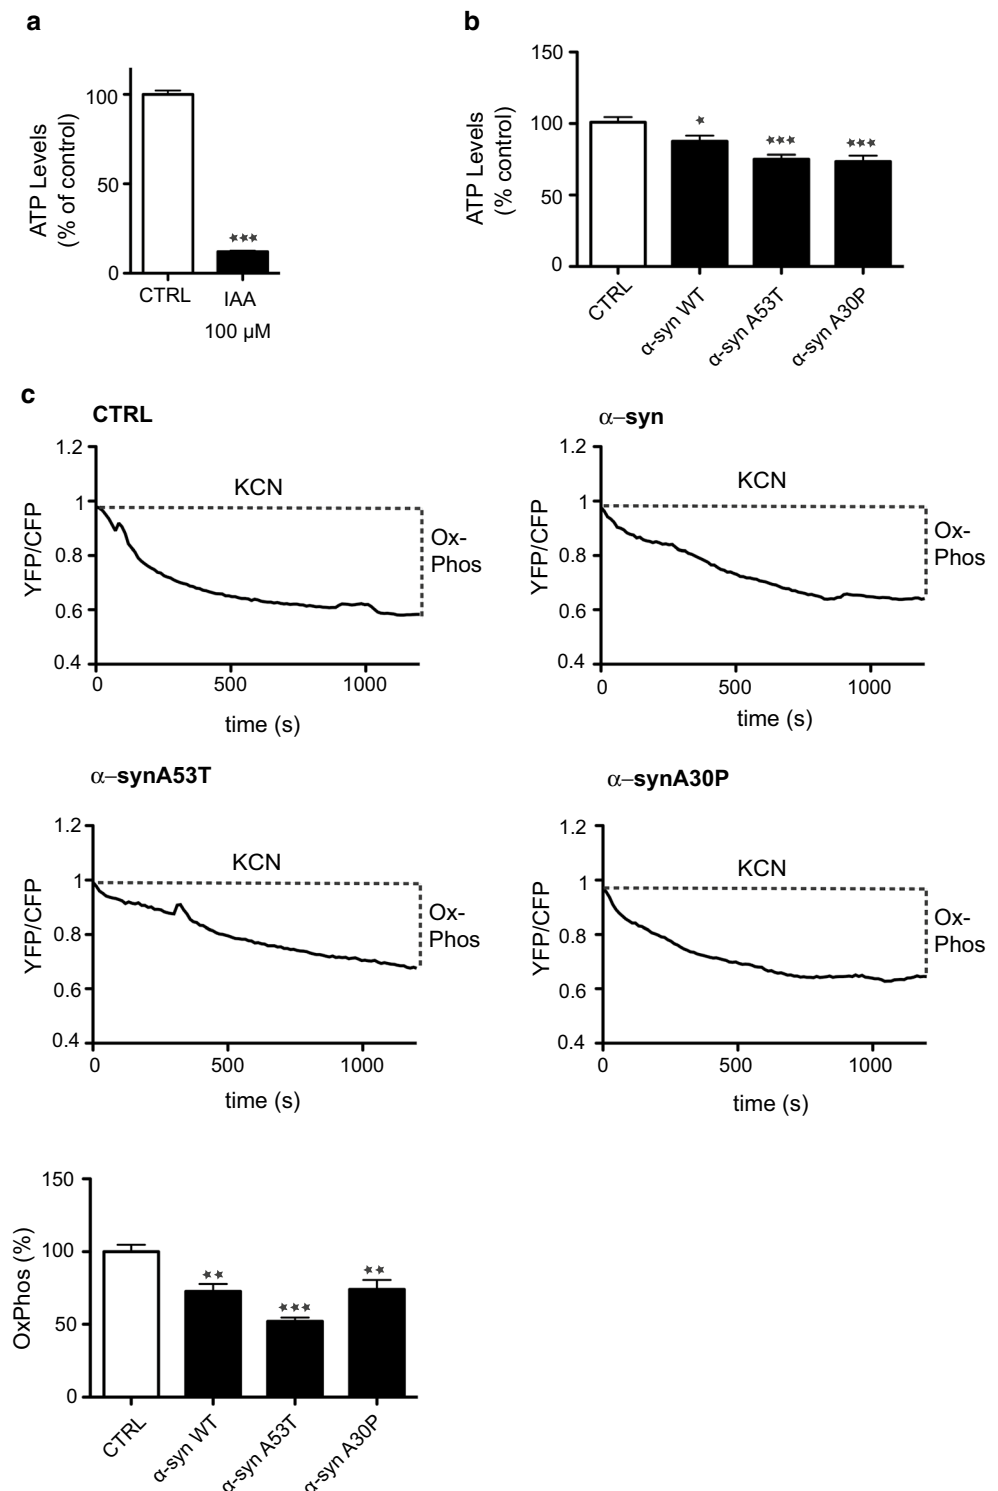 a
ATP Levels
(% of control)
100
50
0
***
CTRL
IAA
100 µM
b
ATP Levels
(% control)
150
100
50
0
*
***
***
CTRL
α-syn WT
α-syn A53T
α-syn A30P
c
CTRL
YFP/CFP
1.2
1
0.8
0.6
0.4
KCN
Ox-
Phos
0
500
1000
time (s)
α–syn
YFP/CFP
1.2
1
0.8
0.6
0.4
KCN
Ox-
Phos
0
500
1000
time (s)
α–synA53T
YFP/CFP
1.2
1
0.8
0.6
0.4
KCN
Ox-
Phos
0
500
1000
time (s)
α–synA30P
YFP/CFP
1.2
1
0.8
0.6
0.4
KCN
Ox-
Phos
0
500
1000
time (s)
OxPhos (%)
150
100
50
0
**
***
**
CTRL
α-syn WT
α-syn A53T
α-syn A30P